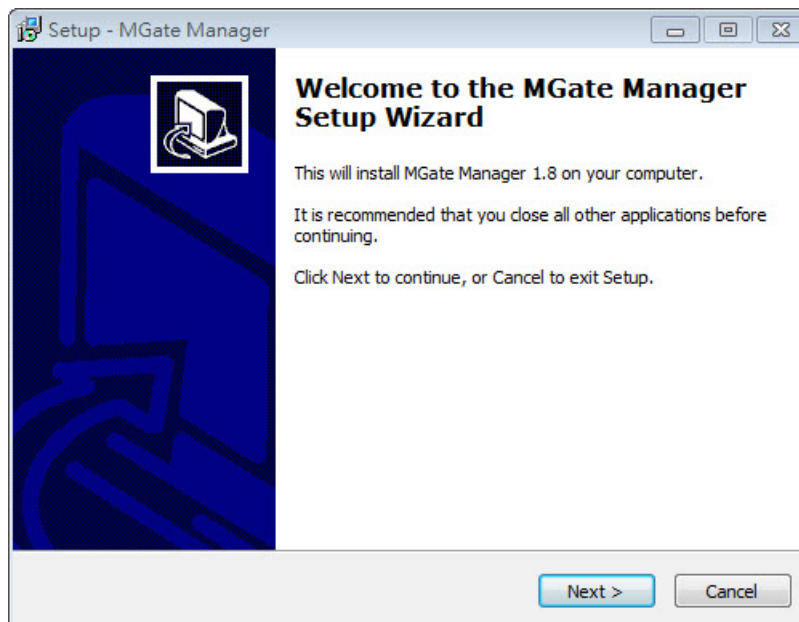 Setup - MGate Manager
Welcome to the MGate Manager
Setup Wizard
This will install MGate Manager 1.8 on your computer.
It is recommended that you close all other applications before
continuing.
Click Next to continue, or Cancel to exit Setup.
Next >
Cancel